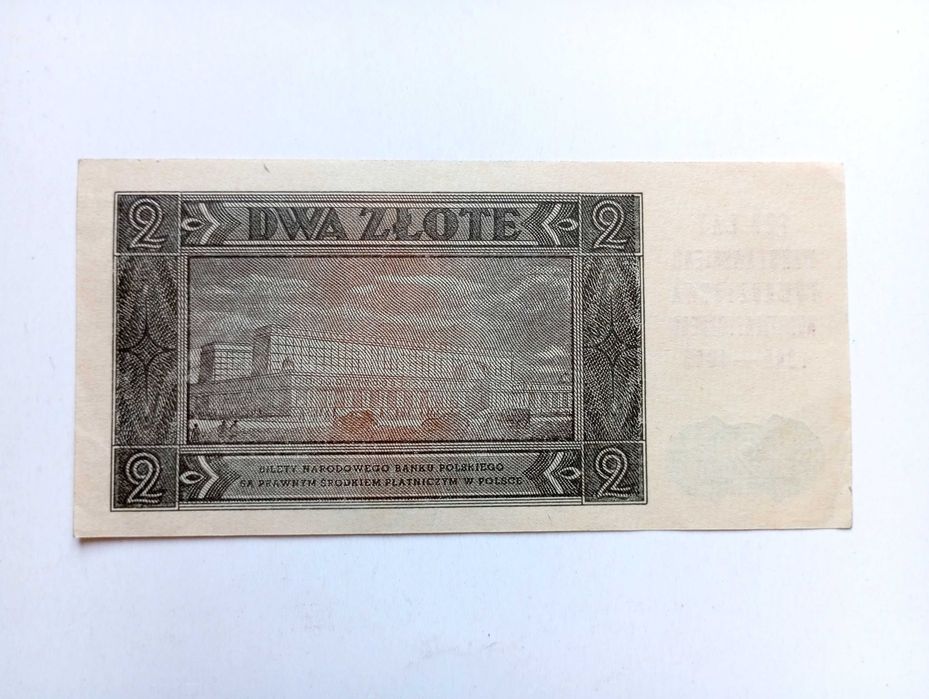 2 DWA ZŁOTE 2
2 BILETY NARODOWEGO BANKU POLSKIEGO 2
SĄ PRAWNYM ŚRODKIEM PŁATNICZYM W POLSCE